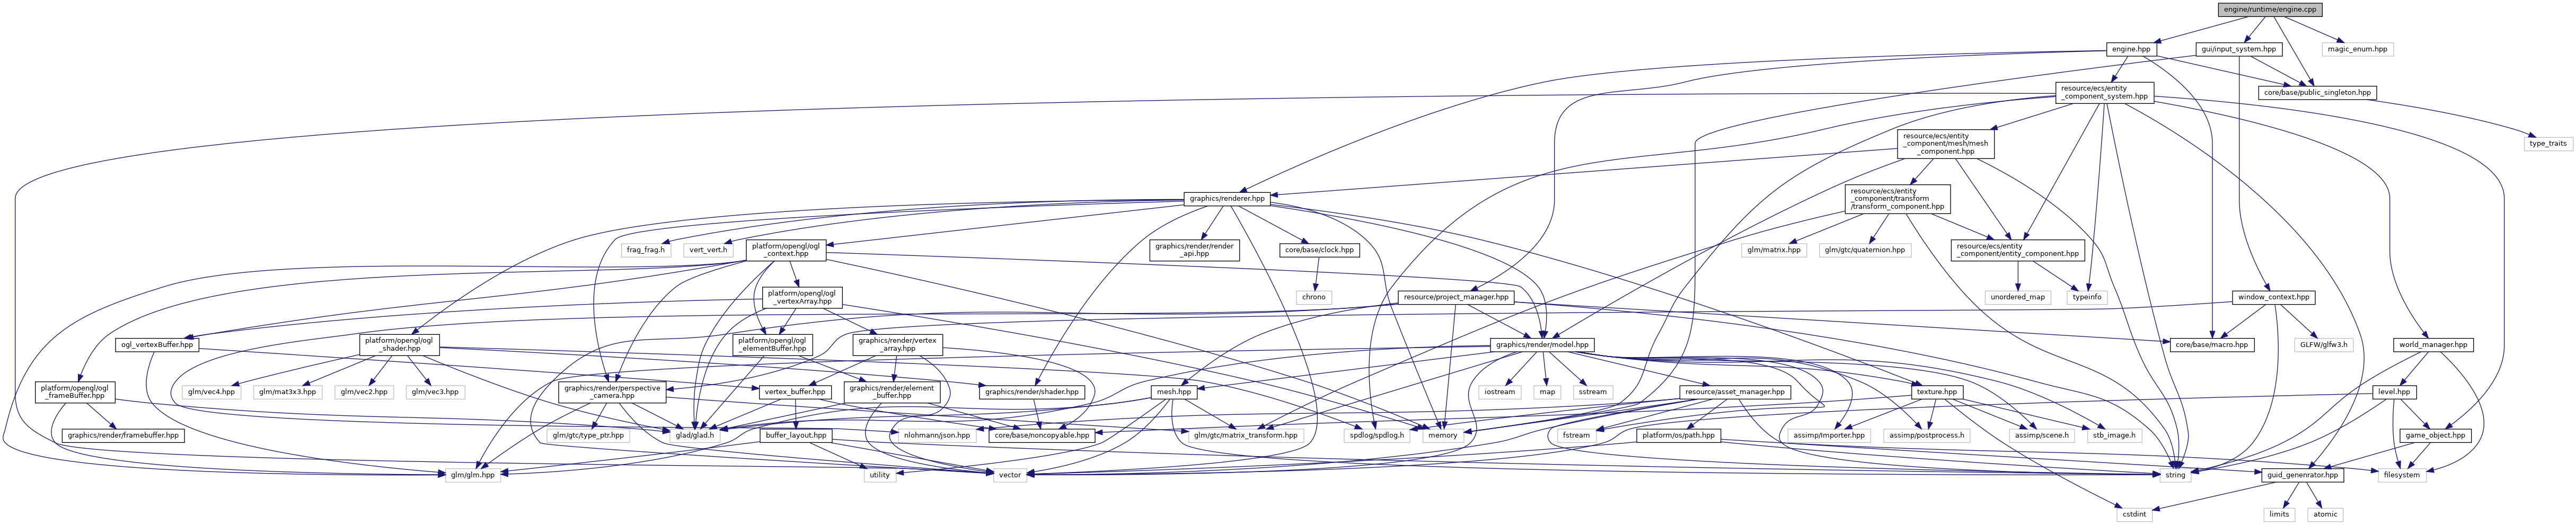 engine/runtime/engine.cpp
engine.hpp
gui/input_system.hpp
magic_enum.hpp
resource/ecs/entity
_component_system.hpp
core/base/public_singleton.hpp
resource/ecs/entity
_component/mesh/mesh
_component.hpp
type_traits
graphics/renderer.hpp
resource/ecs/entity
_component/transform
/transform_component.hpp
frag_frag.h
vert_vert.h
platform/opengl/ogl
_context.hpp
graphics/render/render
_api.hpp
core/base/clock.hpp
glm/matrix.hpp
glm/gtc/quaternion.hpp
resource/ecs/entity
_component/entity_component.hpp
platform/opengl/ogl
_vertexArray.hpp
chrono
resource/project_manager.hpp
unordered_map
typeinfo
window_context.hpp
ogl_vertexBuffer.hpp
platform/opengl/ogl
_shader.hpp
platform/opengl/ogl
_elementBuffer.hpp
graphics/render/vertex
_array.hpp
graphics/render/model.hpp
core/base/macro.hpp
GLFW/glfw3.h
world_manager.hpp
platform/opengl/ogl
_frameBuffer.hpp
glm/vec4.hpp
glm/mat3x3.hpp
glm/vec2.hpp
glm/vec3.hpp
graphics/render/perspective
_camera.hpp
vertex_buffer.hpp
graphics/render/element
_buffer.hpp
graphics/render/shader.hpp
mesh.hpp
iostream
map
sstream
resource/asset_manager.hpp
texture.hpp
level.hpp
graphics/render/framebuffer.hpp
glm/gtc/type_ptr.hpp
glad/glad.h
buffer_layout.hpp
nlohmann/json.hpp
core/base/noncopyable.hpp
glm/gtc/matrix_transform.hpp
spdlog/spdlog.h
memory
fstream
platform/os/path.hpp
assimp/Importer.hpp
assimp/postprocess.h
assimp/scene.h
stb_image.h
game_object.hpp
glm/glm.hpp
utility
vector
string
guid_genenrator.hpp
filesystem
cstdint
limits
atomic